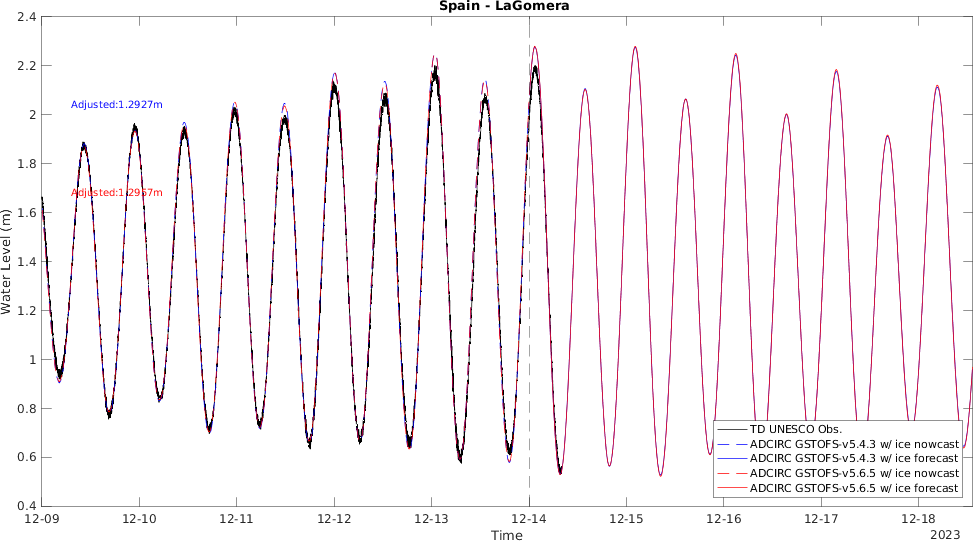 Spain - LaGomera
2.4
2.2
2
1.8
1.6
1.4
1.2
1
0.8
0.6
0.4
Water Level (m)
Adjusted:1.2927m
Adjusted:1.2957m
TD UNESCO Obs.
ADCIRC GSTOFS-v5.4.3 w/ ice nowcast
ADCIRC GSTOFS-v5.4.3 w/ ice forecast
ADCIRC GSTOFS-v5.6.5 w/ ice nowcast
ADCIRC GSTOFS-v5.6.5 w/ ice forecast
12-09 12-10 12-11 12-12 12-13 12-14 12-15 12-16 12-17 12-18
Time
2023